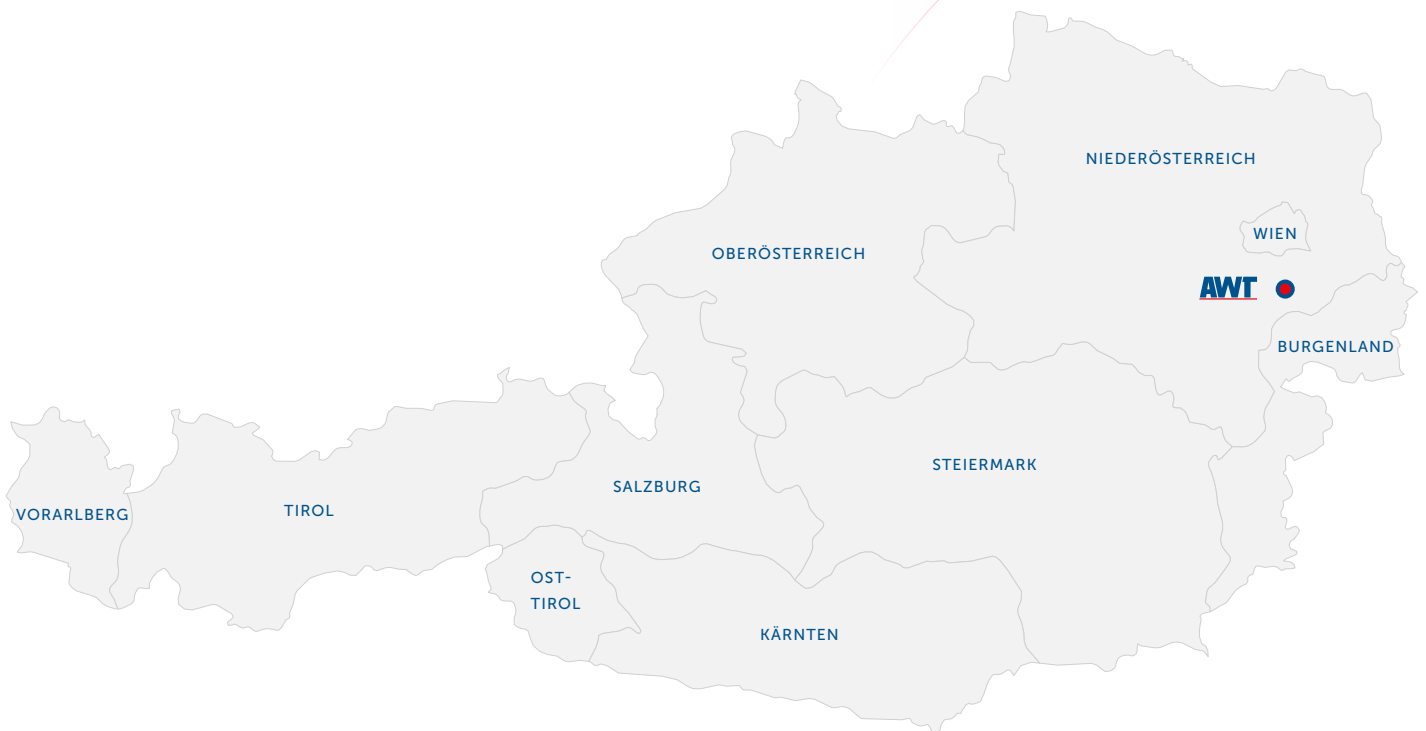 NIEDERÖSTERREICH
WIEN
OBERÖSTERREICH
AWT
BURGENLAND
STEIERMARK
SALZBURG
TIROL
VORARLBERG
OST-
TIROL
KÄRNTEN